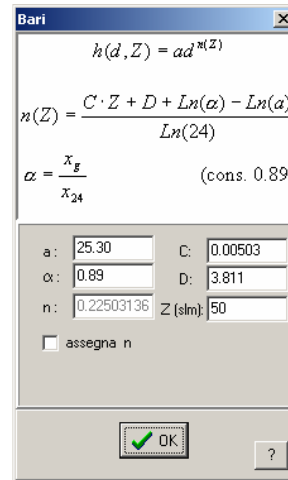 Bari
h(d,Z) = ad^n(Z)
n(Z) = C·Z + D + Ln(α) − Ln(a) / Ln(24)
α = x_g / x_24 (cons. 0.89
a: 25.30 C: 0.00503
α: 0.89 D: 3.811
n: 0.22503136 Z (slm): 50
assegna n
OK
?